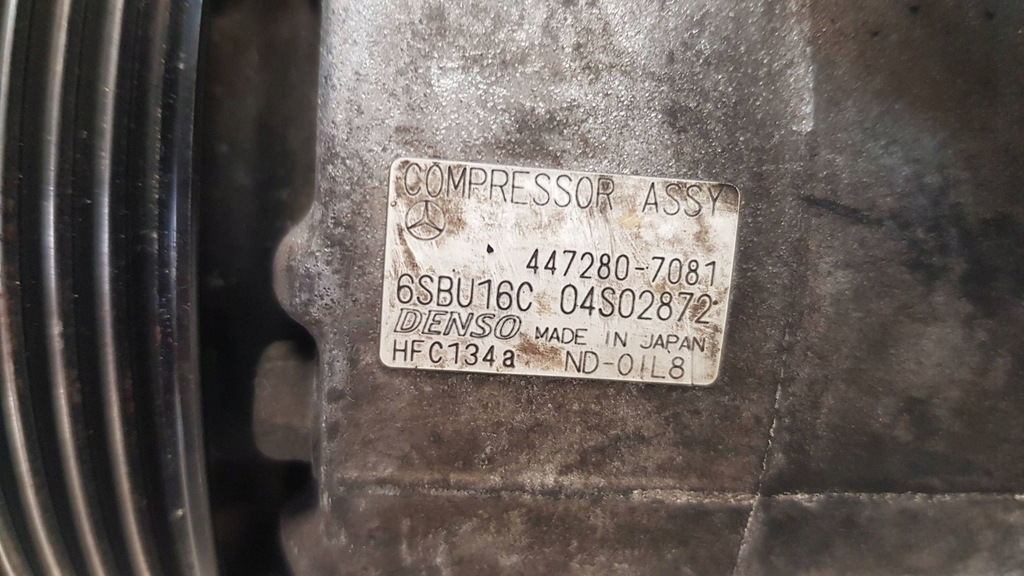 COMPRESSOR ASSY
447280-7081
6SBU16C 04S02872
DENSO MADE IN JAPAN
HFC134a ND-OIL8